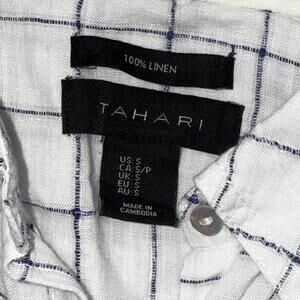 100% LINEN
TAHARI
US: S
CA: S/P
UK: S
EU: S
AU: S
MADE IN
CAMBODIA